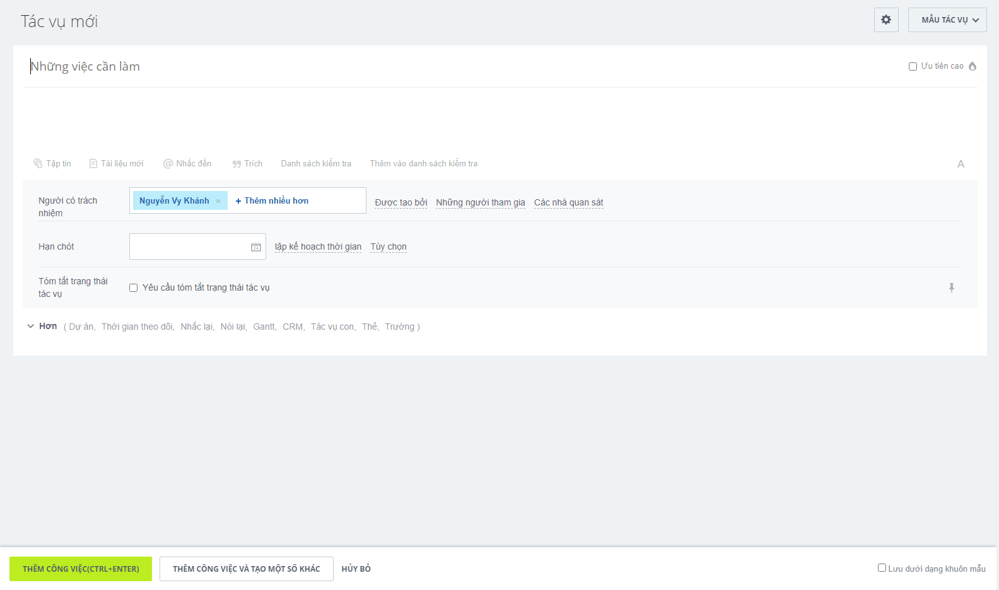 Tác vụ mới
MẪU TÁC VỤ
Những việc cần làm
Ưu tiên cao
Tập tin Tài liệu mới Nhắc đến Trích Danh sách kiểm tra Thêm vào danh sách kiểm tra A
Người có trách nhiệm
Nguyễn Vy Khánh × + Thêm nhiều hơn
Được tạo bởi Những người tham gia Các nhà quan sát
Hạn chót
24
lập kế hoạch thời gian Tùy chọn
Tóm tắt trạng thái tác vụ
Yêu cầu tóm tắt trạng thái tác vụ
Hơn ( Dự án, Thời gian theo dõi, Nhắc lại, Nói lại, Gantt, CRM, Tác vụ con, Thẻ, Trường )
THÊM CÔNG VIỆC(CTRL+ENTER) THÊM CÔNG VIỆC VÀ TẠO MỘT SỐ KHÁC HỦY BỎ
Lưu dưới dạng khuôn mẫu